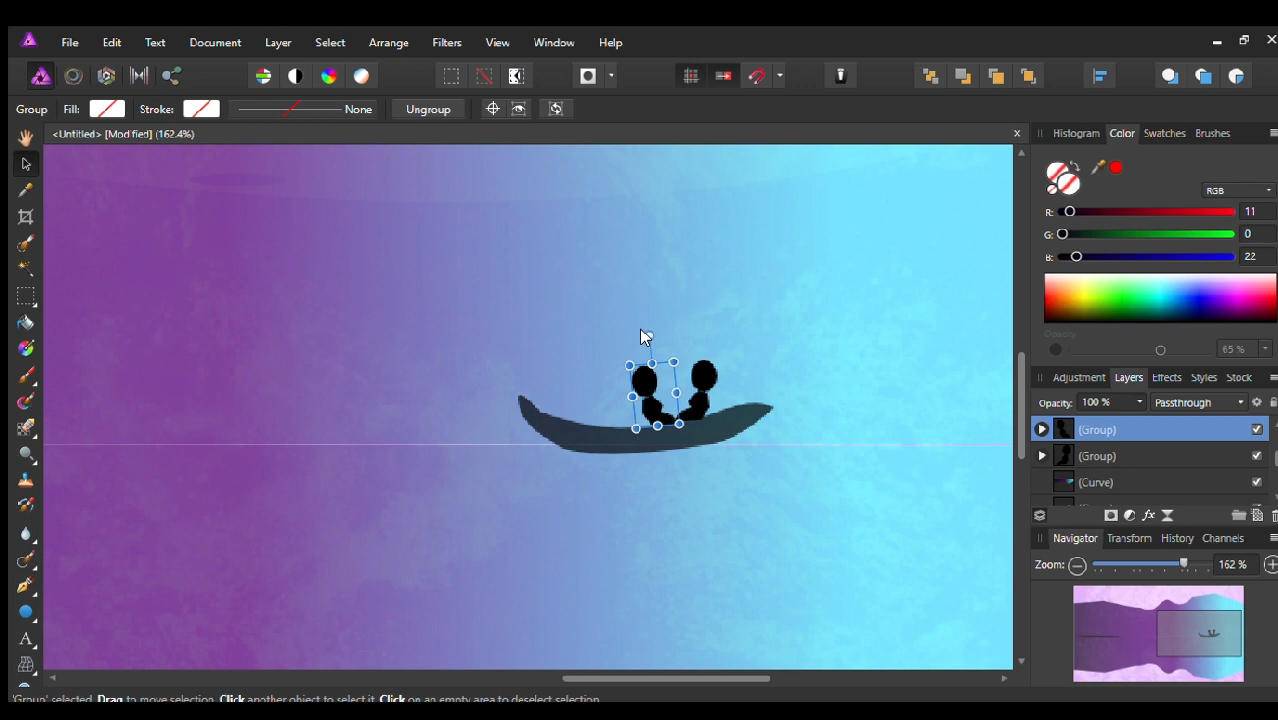 File Edit Text Document Layer Select Arrange Filters View Window Help
Group Fill: Stroke: None Ungroup
<Untitled> [Modified] (162.4%)
Histogram Color Swatches Brushes
RGB
R: 11
G: 0
B: 22
Opacity
65 %
Adjustment Layers Effects Styles Stock
Opacity: 100 % Passthrough
(Group)
(Group)
(Curve)
fx
Navigator Transform History Channels
Zoom: 162 %
'Group' selected. Drag to move selection. Click another object to select it. Click on an empty area to deselect selection.